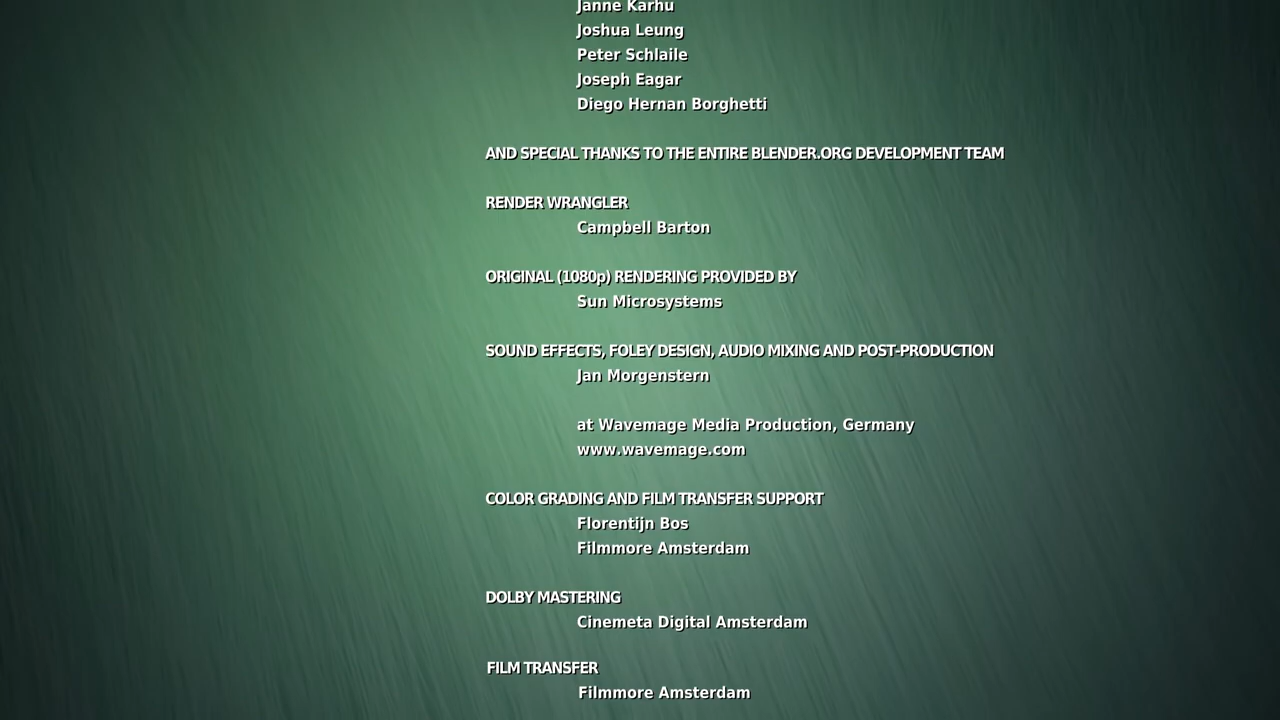 Janne Karhu
Joshua Leung
Peter Schlaile
Joseph Eagar
Diego Hernan Borghetti
AND SPECIAL THANKS TO THE ENTIRE BLENDER.ORG DEVELOPMENT TEAM
RENDER WRANGLER
Campbell Barton
ORIGINAL (1080p) RENDERING PROVIDED BY
Sun Microsystems
SOUND EFFECTS, FOLEY DESIGN, AUDIO MIXING AND POST-PRODUCTION
Jan Morgenstern
at Wavemage Media Production, Germany
www.wavemage.com
COLOR GRADING AND FILM TRANSFER SUPPORT
Florentijn Bos
Filmmore Amsterdam
DOLBY MASTERING
Cinemeta Digital Amsterdam
FILM TRANSFER
Filmmore Amsterdam